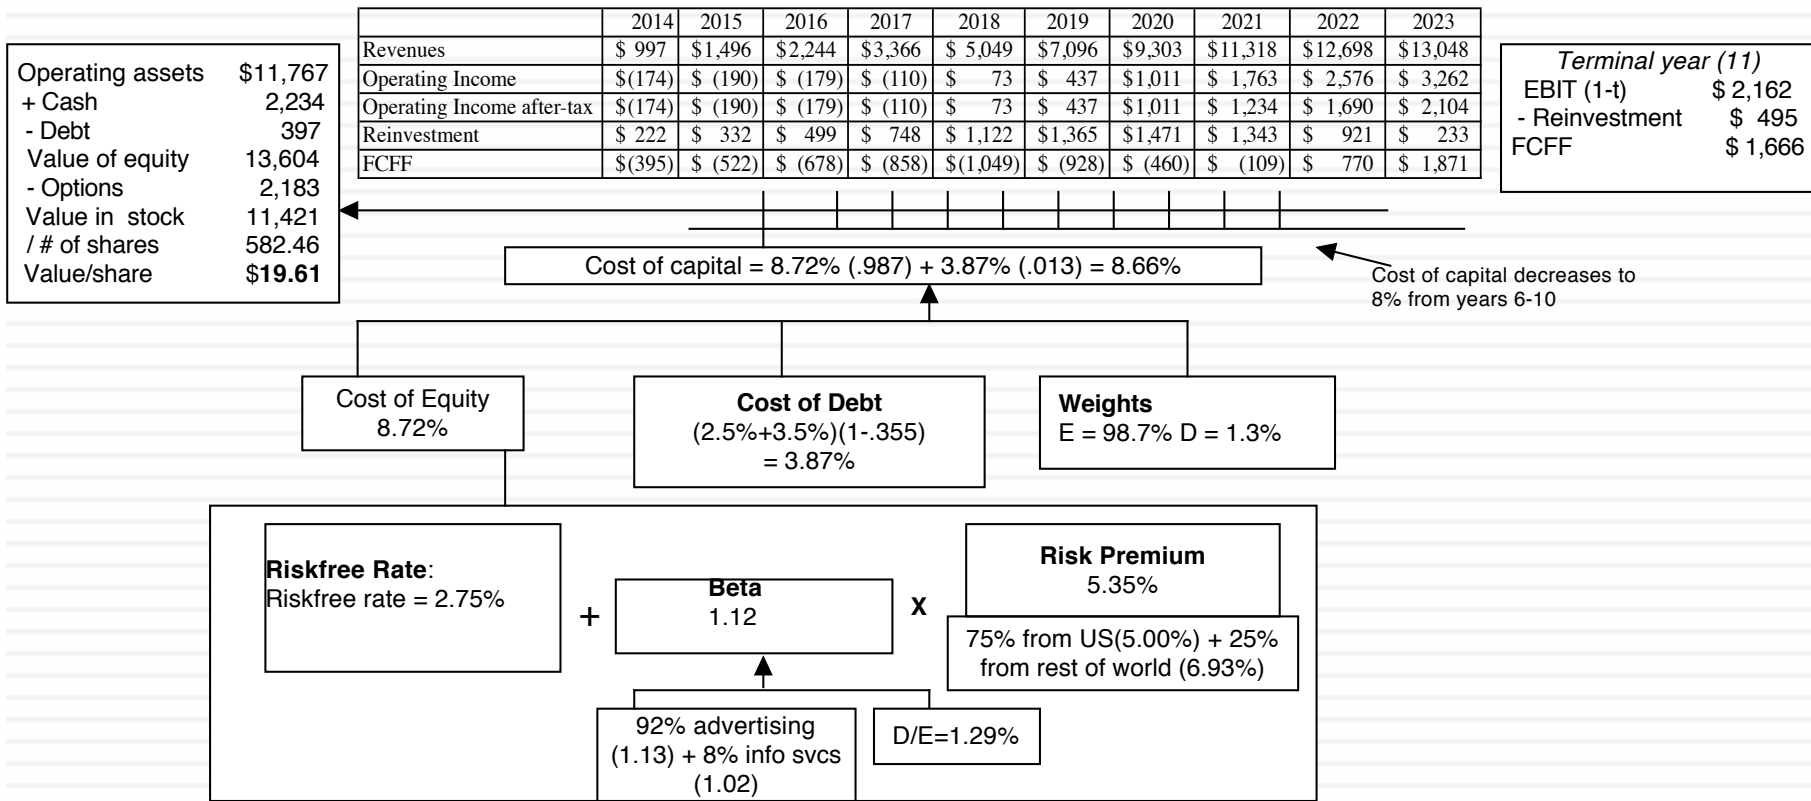 2014 2015 2016 2017 2018 2019 2020 2021 2022 2023
Revenues $ 997 $1,496 $2,244 $3,366 $ 5,049 $7,096 $9,303 $11,318 $12,698 $13,048
Operating Income $(174) $ (190) $ (179) $ (110) $ 73 $ 437 $1,011 $ 1,763 $ 2,576 $ 3,262
Operating Income after-tax $(174) $ (190) $ (179) $ (110) $ 73 $ 437 $1,011 $ 1,234 $ 1,690 $ 2,104
Reinvestment $ 222 $ 332 $ 499 $ 748 $ 1,122 $1,365 $1,471 $ 1,343 $ 921 $ 233
FCFF $(395) $ (522) $ (678) $ (858) $(1,049) $ (928) $ (460) $ (109) $ 770 $ 1,871
Operating assets $11,767
+ Cash 2,234
- Debt 397
Value of equity 13,604
- Options 2,183
Value in stock 11,421
/ # of shares 582.46
Value/share $19.61
Terminal year (11)
EBIT (1-t) $ 2,162
- Reinvestment $ 495
FCFF $ 1,666
Cost of capital = 8.72% (.987) + 3.87% (.013) = 8.66%
Cost of capital decreases to
8% from years 6-10
Cost of Equity
8.72%
Cost of Debt
(2.5%+3.5%)(1-.355)
= 3.87%
Weights
E = 98.7% D = 1.3%
Riskfree Rate:
Riskfree rate = 2.75%
+
Beta
1.12
X
Risk Premium
5.35%
75% from US(5.00%) + 25%
from rest of world (6.93%)
92% advertising
(1.13) + 8% info svcs
(1.02)
D/E=1.29%